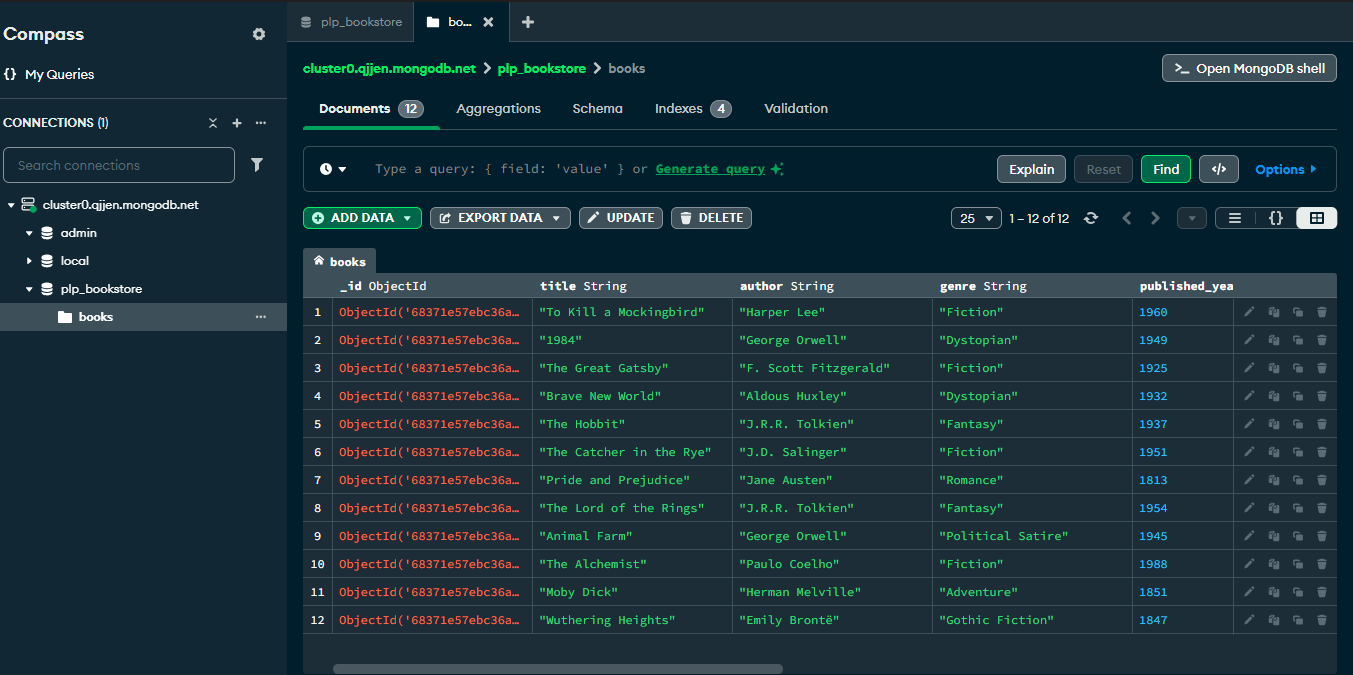 Compass
{} My Queries
CONNECTIONS (1)
Search connections
cluster0.qjjen.mongodb.net
admin
local
plp_bookstore
books
plp_bookstore
bo...
cluster0.qjjen.mongodb.net > plp_bookstore > books
>_ Open MongoDB shell
Documents 12 Aggregations Schema Indexes 4 Validation
Type a query: { field: 'value' } or Generate query
Explain Reset Find </> Options
ADD DATA EXPORT DATA UPDATE DELETE
25 1 – 12 of 12 {}
books
_id ObjectId title String author String genre String published_yea
1 ObjectId('68371e57ebc36a… "To Kill a Mockingbird" "Harper Lee" "Fiction" 1960
2 ObjectId('68371e57ebc36a… "1984" "George Orwell" "Dystopian" 1949
3 ObjectId('68371e57ebc36a… "The Great Gatsby" "F. Scott Fitzgerald" "Fiction" 1925
4 ObjectId('68371e57ebc36a… "Brave New World" "Aldous Huxley" "Dystopian" 1932
5 ObjectId('68371e57ebc36a… "The Hobbit" "J.R.R. Tolkien" "Fantasy" 1937
6 ObjectId('68371e57ebc36a… "The Catcher in the Rye" "J.D. Salinger" "Fiction" 1951
7 ObjectId('68371e57ebc36a… "Pride and Prejudice" "Jane Austen" "Romance" 1813
8 ObjectId('68371e57ebc36a… "The Lord of the Rings" "J.R.R. Tolkien" "Fantasy" 1954
9 ObjectId('68371e57ebc36a… "Animal Farm" "George Orwell" "Political Satire" 1945
10 ObjectId('68371e57ebc36a… "The Alchemist" "Paulo Coelho" "Fiction" 1988
11 ObjectId('68371e57ebc36a… "Moby Dick" "Herman Melville" "Adventure" 1851
12 ObjectId('68371e57ebc36a… "Wuthering Heights" "Emily Brontë" "Gothic Fiction" 1847